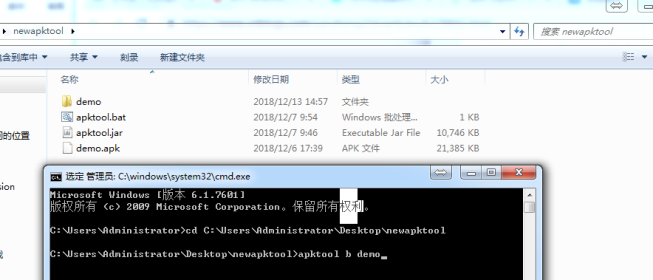 newapktool
搜索 newapktool
含到库中
共享
刻录
新建文件夹
名称 修改日期 类型 大小
demo 2018/12/13 14:57 文件夹
apktool.bat 2018/12/7 9:54 Windows 批处理... 1 KB
apktool.jar 2018/12/7 9:46 Executable Jar File 10,746 KB
demo.apk 2018/12/6 17:39 APK 文件 21,385 KB
的位置
sion
选定 管理员: C:\windows\system32\cmd.exe
Microsoft Windows [版本 6.1.7601]
版权所有 (c) 2009 Microsoft Corporation。保留所有权利。
C:\Users\Administrator>cd C:\Users\Administrator\Desktop\newapktool
C:\Users\Administrator\Desktop\newapktool>apktool b demo